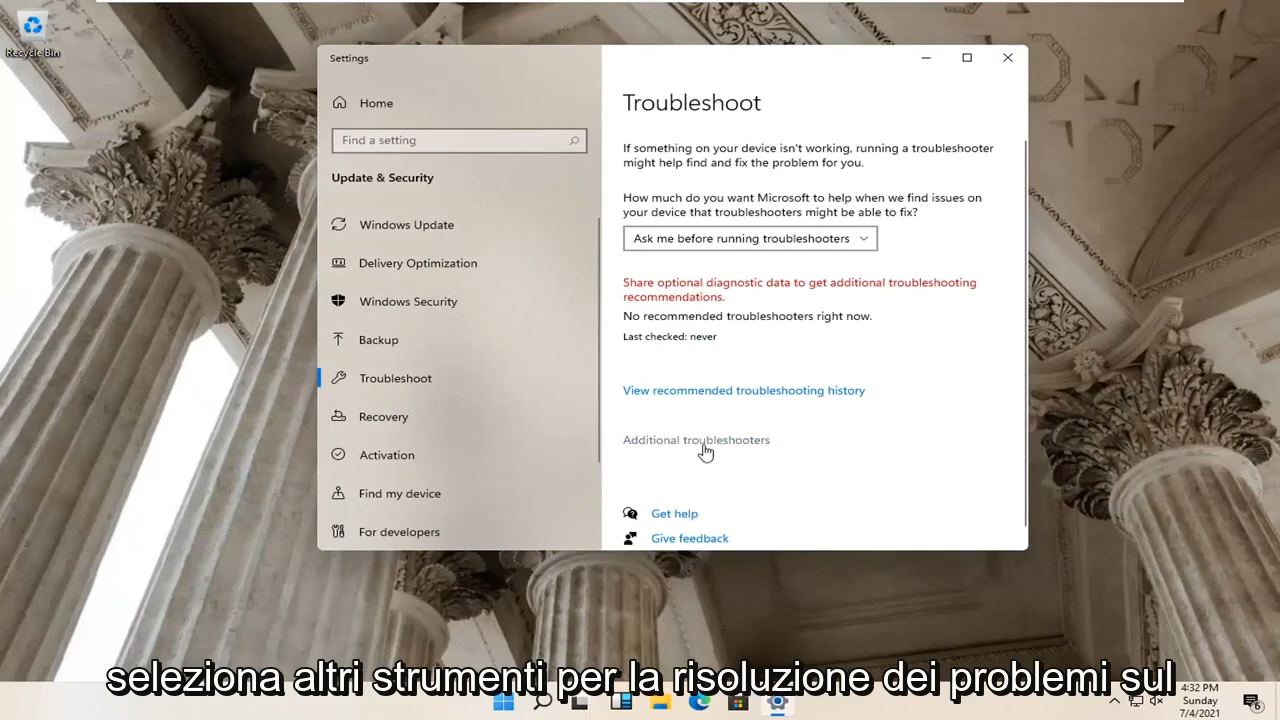 Recycle Bin
Settings
Home
Find a setting
Update & Security
Windows Update
Delivery Optimization
Windows Security
Backup
Troubleshoot
Recovery
Activation
Find my device
For developers
Troubleshoot
If something on your device isn't working, running a troubleshooter
might help find and fix the problem for you.
How much do you want Microsoft to help when we find issues on
your device that troubleshooters might be able to fix?
Ask me before running troubleshooters
Share optional diagnostic data to get additional troubleshooting
recommendations.
No recommended troubleshooters right now.
Last checked: never
View recommended troubleshooting history
Additional troubleshooters
Get help
Give feedback
seleziona altri strumenti per la risoluzione dei problemi sul
4:32 PM
Sunday
7/4/2021
6